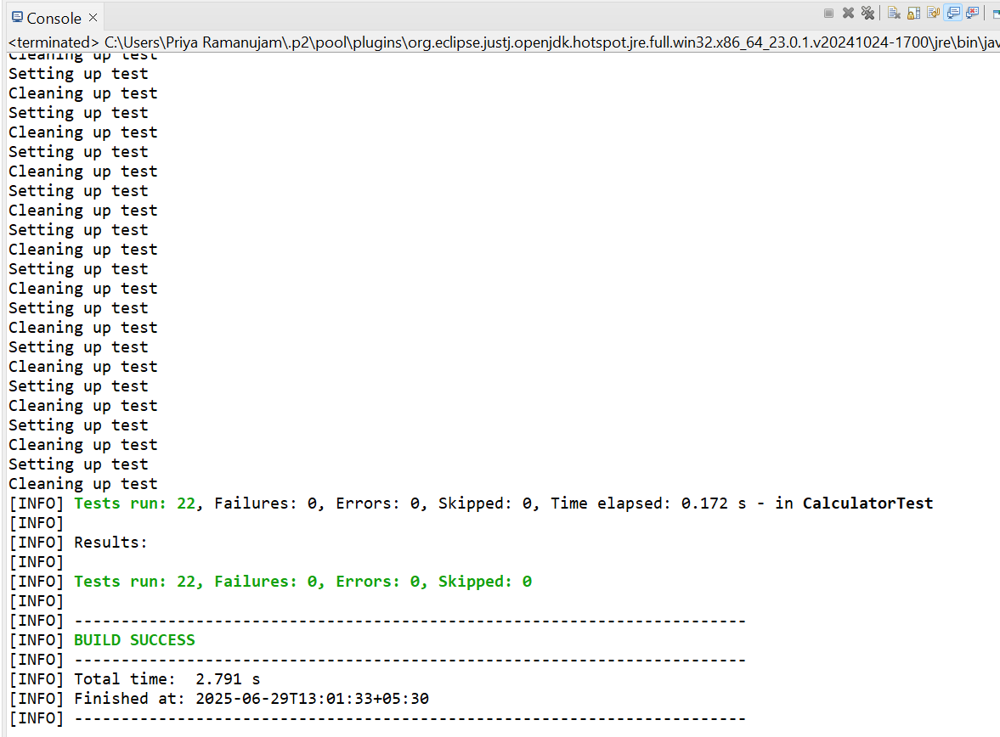 Console
<terminated> C:\Users\Priya Ramanujam\.p2\pool\plugins\org.eclipse.justj.openjdk.hotspot.jre.full.win32.x86_64_23.0.1.v20241024-1700\jre\bin\jav
Cleaning up test
Setting up test
Cleaning up test
Setting up test
Cleaning up test
Setting up test
Cleaning up test
Setting up test
Cleaning up test
Setting up test
Cleaning up test
Setting up test
Cleaning up test
Setting up test
Cleaning up test
Setting up test
Cleaning up test
Setting up test
Cleaning up test
Setting up test
Cleaning up test
Setting up test
Cleaning up test
[INFO] Tests run: 22, Failures: 0, Errors: 0, Skipped: 0, Time elapsed: 0.172 s - in CalculatorTest
[INFO]
[INFO] Results:
[INFO]
[INFO] Tests run: 22, Failures: 0, Errors: 0, Skipped: 0
[INFO]
[INFO] ------------------------------------------------------------------------
[INFO] BUILD SUCCESS
[INFO] ------------------------------------------------------------------------
[INFO] Total time:  2.791 s
[INFO] Finished at: 2025-06-29T13:01:33+05:30
[INFO] ------------------------------------------------------------------------